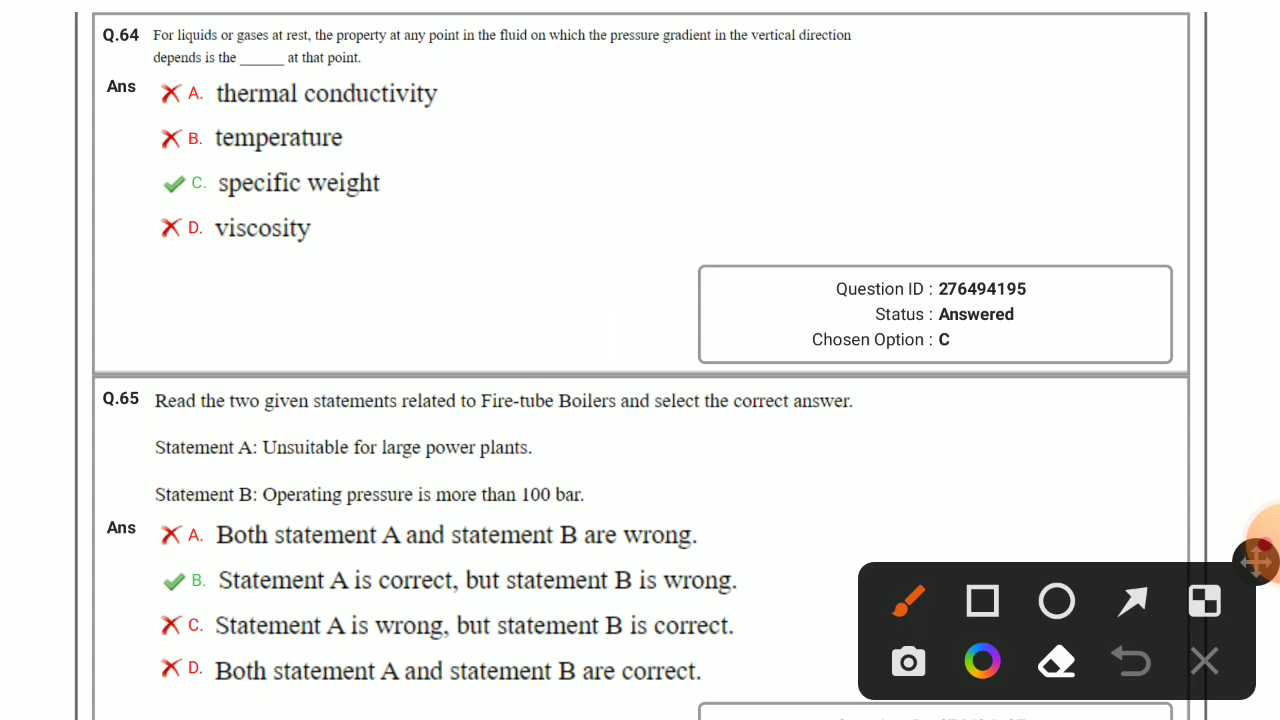 Q.64 For liquids or gases at rest, the property at any point in the fluid on which the pressure gradient in the vertical direction
depends is the ______ at that point.
Ans A. thermal conductivity
B. temperature
C. specific weight
D. viscosity
Question ID : 276494195
Status : Answered
Chosen Option : C
Q.65 Read the two given statements related to Fire-tube Boilers and select the correct answer.
Statement A: Unsuitable for large power plants.
Statement B: Operating pressure is more than 100 bar.
Ans A. Both statement A and statement B are wrong.
B. Statement A is correct, but statement B is wrong.
C. Statement A is wrong, but statement B is correct.
D. Both statement A and statement B are correct.